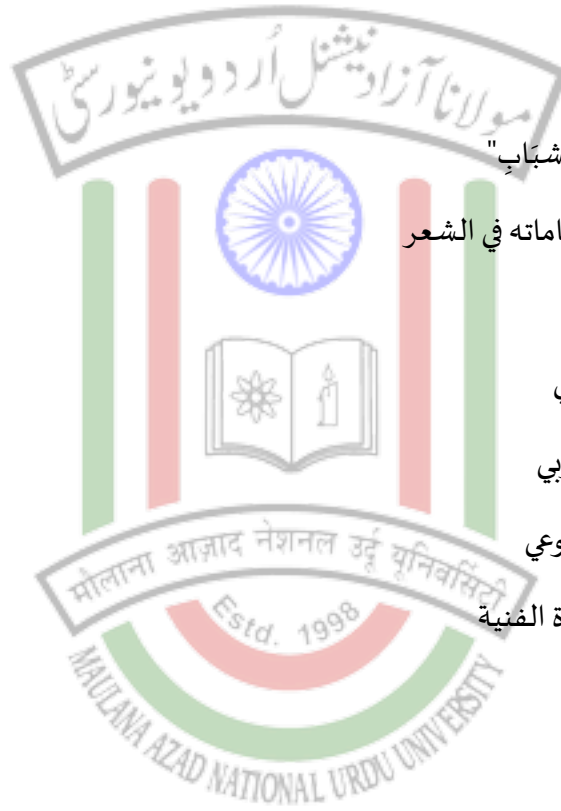 مولانا آزاد نیشنل اُردو یونیورسٹی
شبَابِ"
اماته في الشعر
بي
وعي
ة الفنية
मौलाना आज़ाद नेशनल उर्दू यूनिवर्सिटी
Estd. 1998
MAULANA AZAD NATIONAL URDU UNIVERSITY